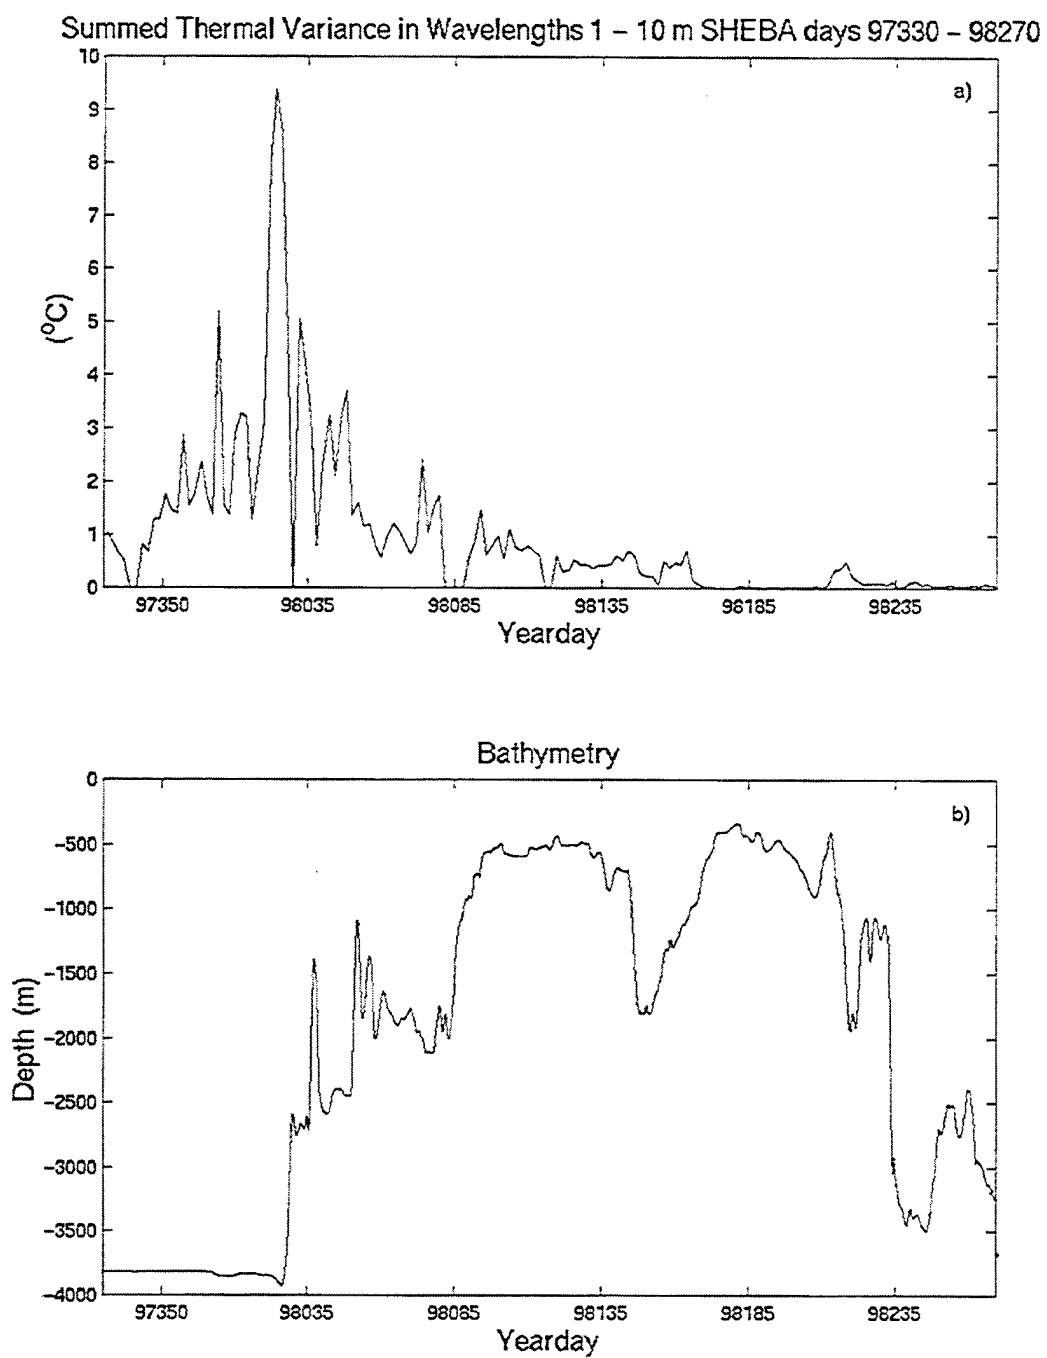 Summed Thermal Variance in Wavelengths 1 – 10 m SHEBA days 97330 – 98270
a)
10
9
8
7
6
5
4
3
2
1
0
(°C)
97350 98035 98085 98135 98185 98235
Yearday
Bathymetry
b)
0
-500
-1000
-1500
-2000
-2500
-3000
-3500
-4000
Depth (m)
97350 98035 98085 98135 98185 98235
Yearday